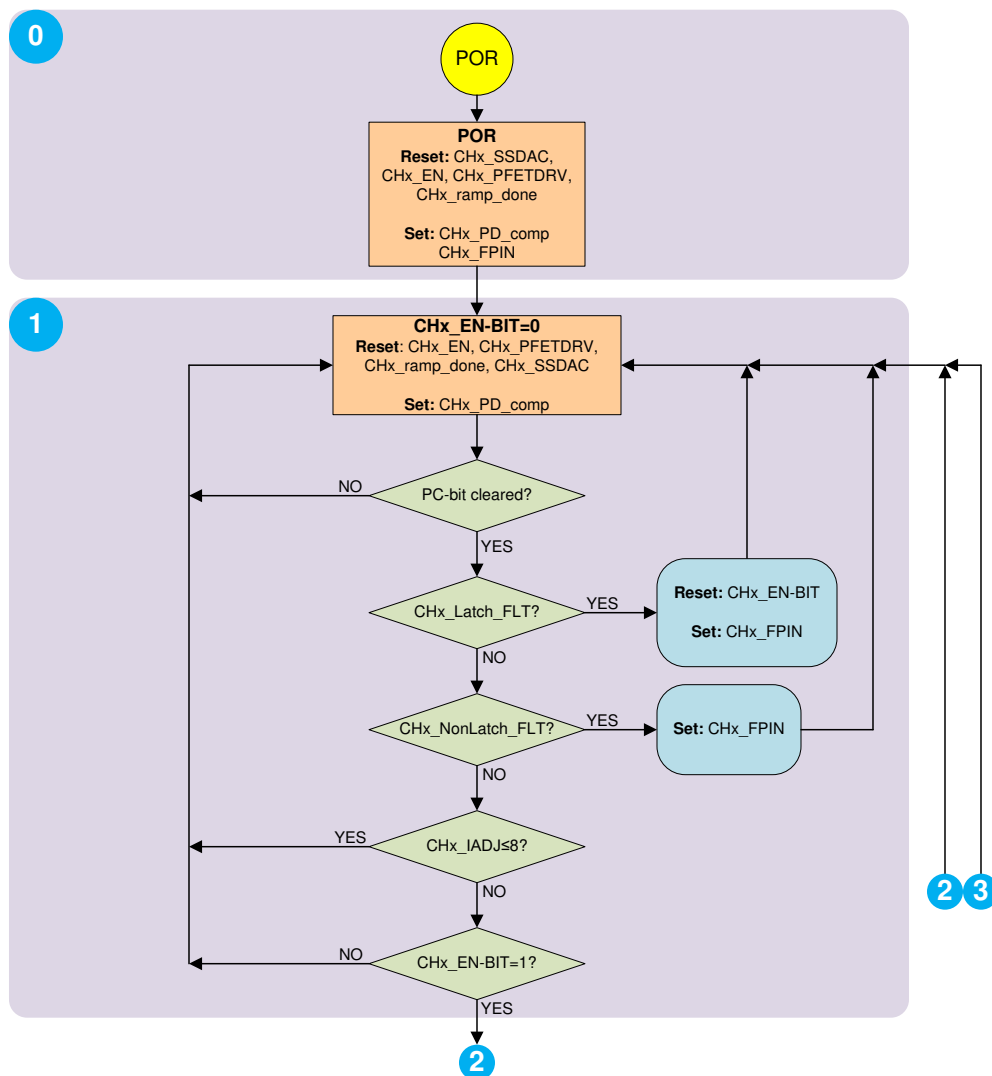 0
POR
POR
Reset: CHx_SSDAC,
CHx_EN, CHx_PFETDRV,
CHx_ramp_done
Set: CHx_PD_comp
CHx_FPIN
1
CHx_EN-BIT=0
Reset: CHx_EN, CHx_PFETDRV,
CHx_ramp_done, CHx_SSDAC
Set: CHx_PD_comp
NO
PC-bit cleared?
YES
CHx_Latch_FLT?
YES
Reset: CHx_EN-BIT
Set: CHx_FPIN
NO
CHx_NonLatch_FLT?
YES
Set: CHx_FPIN
NO
YES
CHx_IADJ≤8?
NO
2
3
NO
CHx_EN-BIT=1?
YES
2